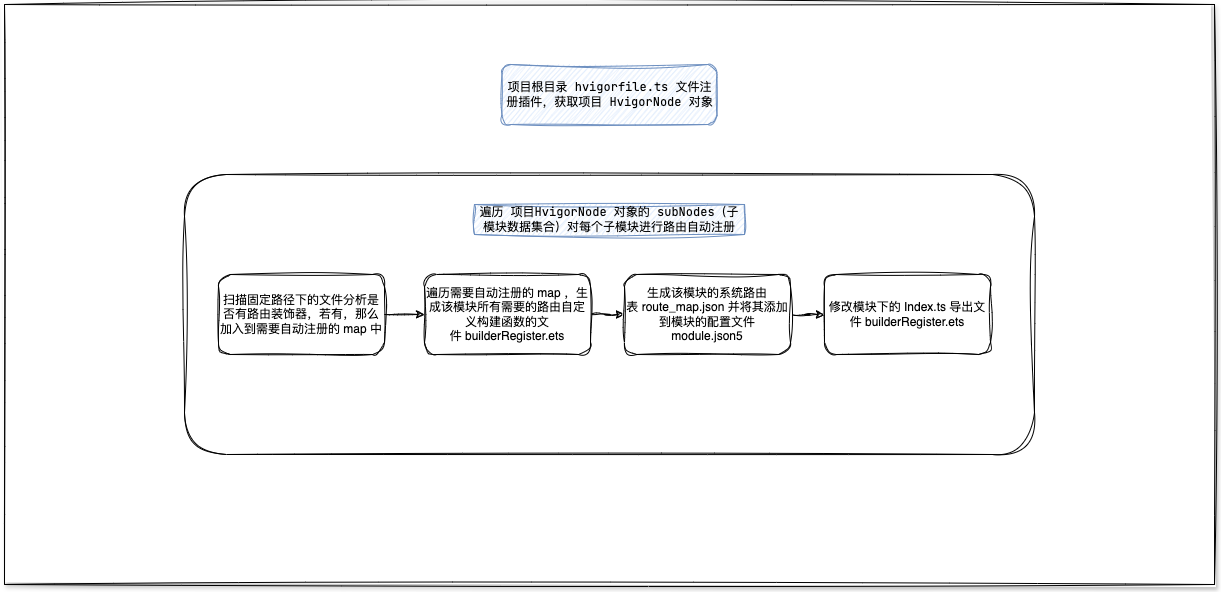 项目根目录 hvigorfile.ts 文件注
册插件，获取项目 HvigorNode 对象
遍历 项目HvigorNode 对象的 subNodes（子
模块数据集合）对每个子模块进行路由自动注册
扫描固定路径下的文件分析是
否有路由装饰器，若有，那么
加入到需要自动注册的 map 中
遍历需要自动注册的 map ，生
成该模块所有需要的路由自定
义构建函数的文
件 builderRegister.ets
生成该模块的系统路由
表 route_map.json 并将其添加
到模块的配置文件
module.json5
修改模块下的 Index.ts 导出文
件 builderRegister.ets